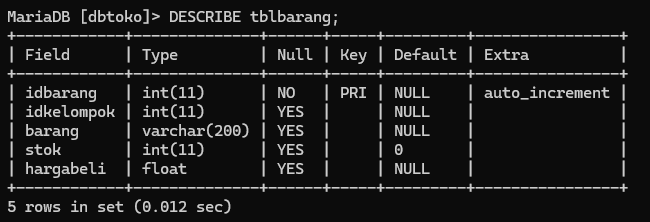 MariaDB [dbtoko]> DESCRIBE tblbarang;
+------------+--------------+------+-----+---------+----------------+
| Field      | Type         | Null | Key | Default | Extra          |
+------------+--------------+------+-----+---------+----------------+
| idbarang   | int(11)      | NO   | PRI | NULL    | auto_increment |
| idkelompok | int(11)      | YES  |     | NULL    |                |
| barang     | varchar(200) | YES  |     | NULL    |                |
| stok       | int(11)      | YES  |     | 0       |                |
| hargabeli  | float        | YES  |     | NULL    |                |
+------------+--------------+------+-----+---------+----------------+
5 rows in set (0.012 sec)